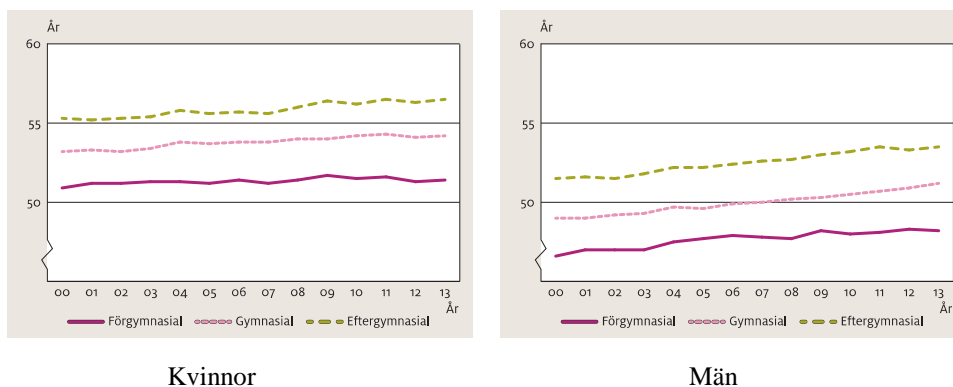 År
60
55
50
00 01 02 03 04 05 06 07 08 09 10 11 12 13
År
Förgymnasial Gymnasial Eftergymnasial
Kvinnor
År
60
55
50
00 01 02 03 04 05 06 07 08 09 10 11 12 13
År
Förgymnasial Gymnasial Eftergymnasial
Män